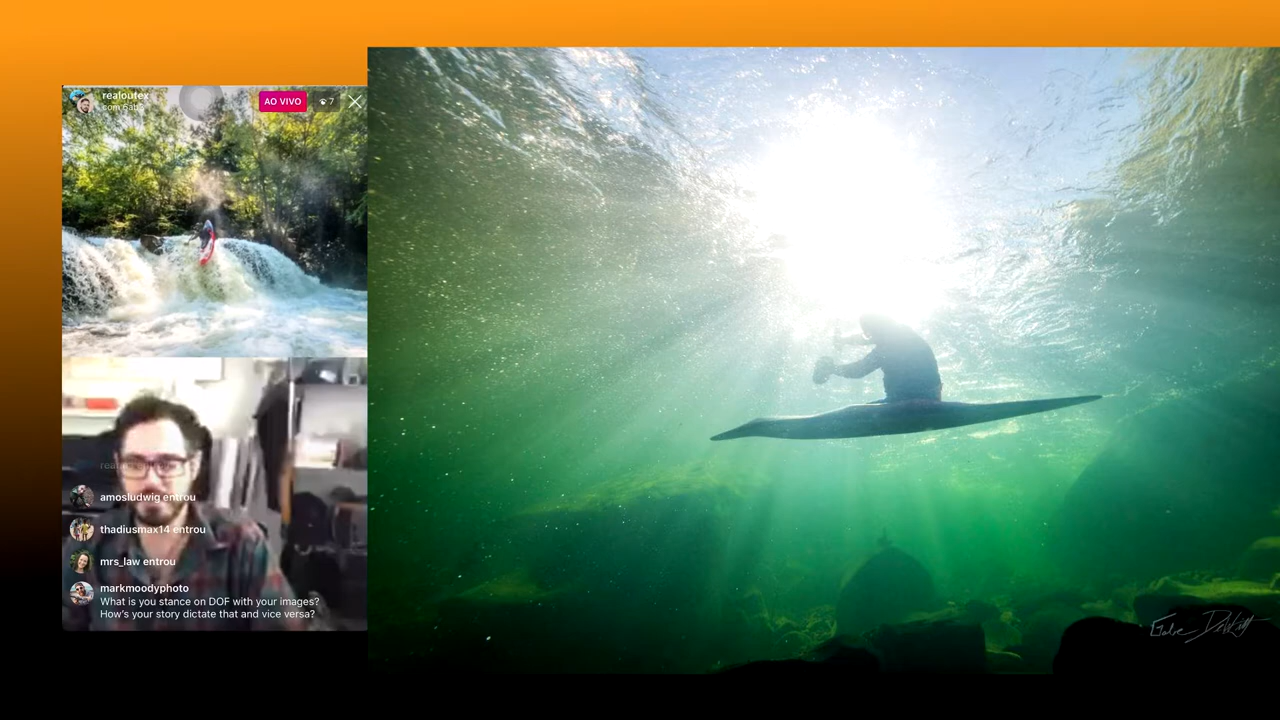 realoutex
AO VIVO
7
amosludwig entrou
thadiusmax14 entrou
mrs_law entrou
markmoodyphoto
What is you stance on DOF with your images?
How's your story dictate that and vice versa?